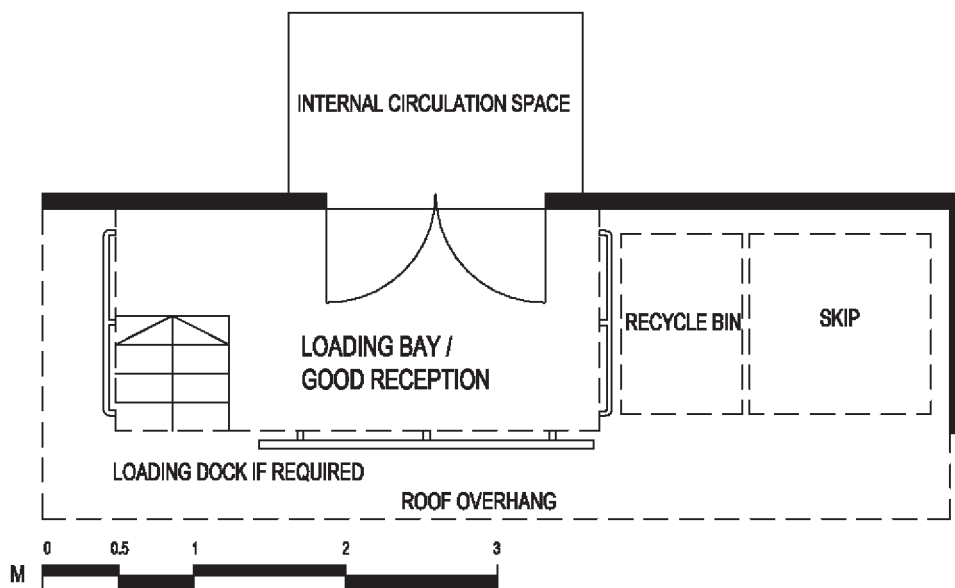 INTERNAL CIRCULATION SPACE
RECYCLE BIN
SKIP
LOADING BAY /
GOOD RECEPTION
LOADING DOCK IF REQUIRED
ROOF OVERHANG
0 0.5 1 2 3
M